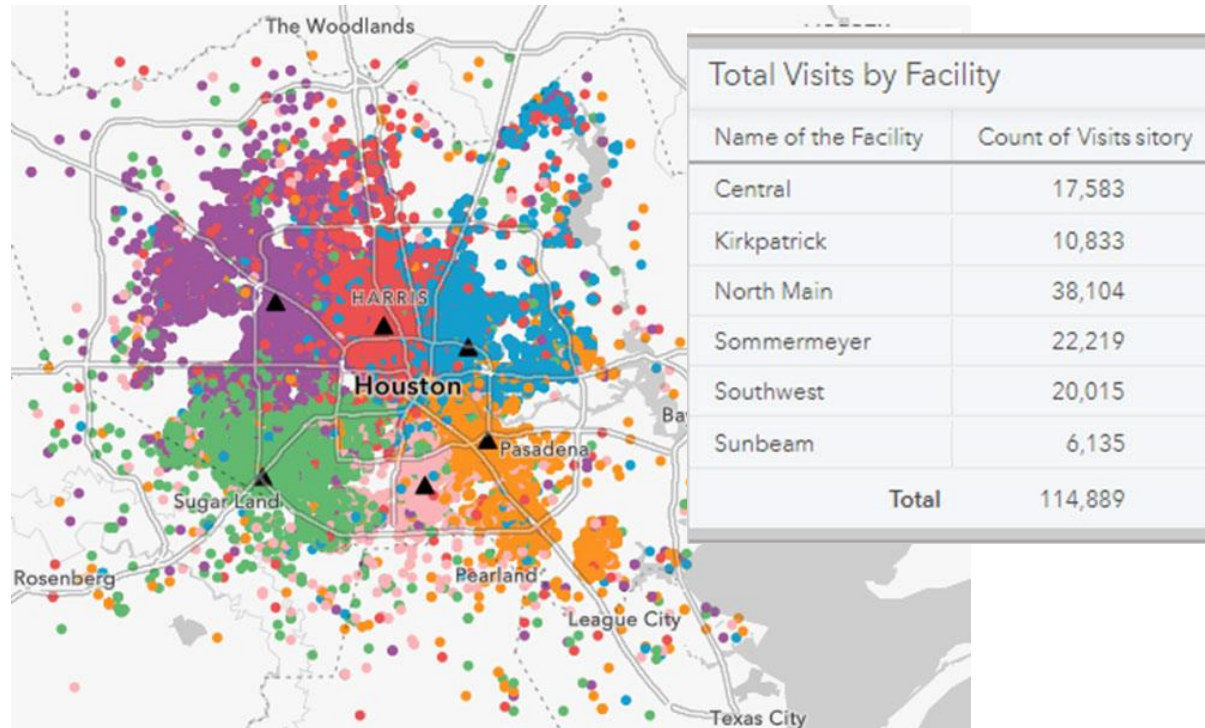 The Woodlands
HARRIS
Houston
Pasadena
Sugar Land
Rosenberg
Pearland
League City
Texas City
Total Visits by Facility
Name of the Facility Count of Visits sitory
Central 17,583
Kirkpatrick 10,833
North Main 38,104
Sommermeyer 22,219
Southwest 20,015
Sunbeam 6,135
Total 114,889